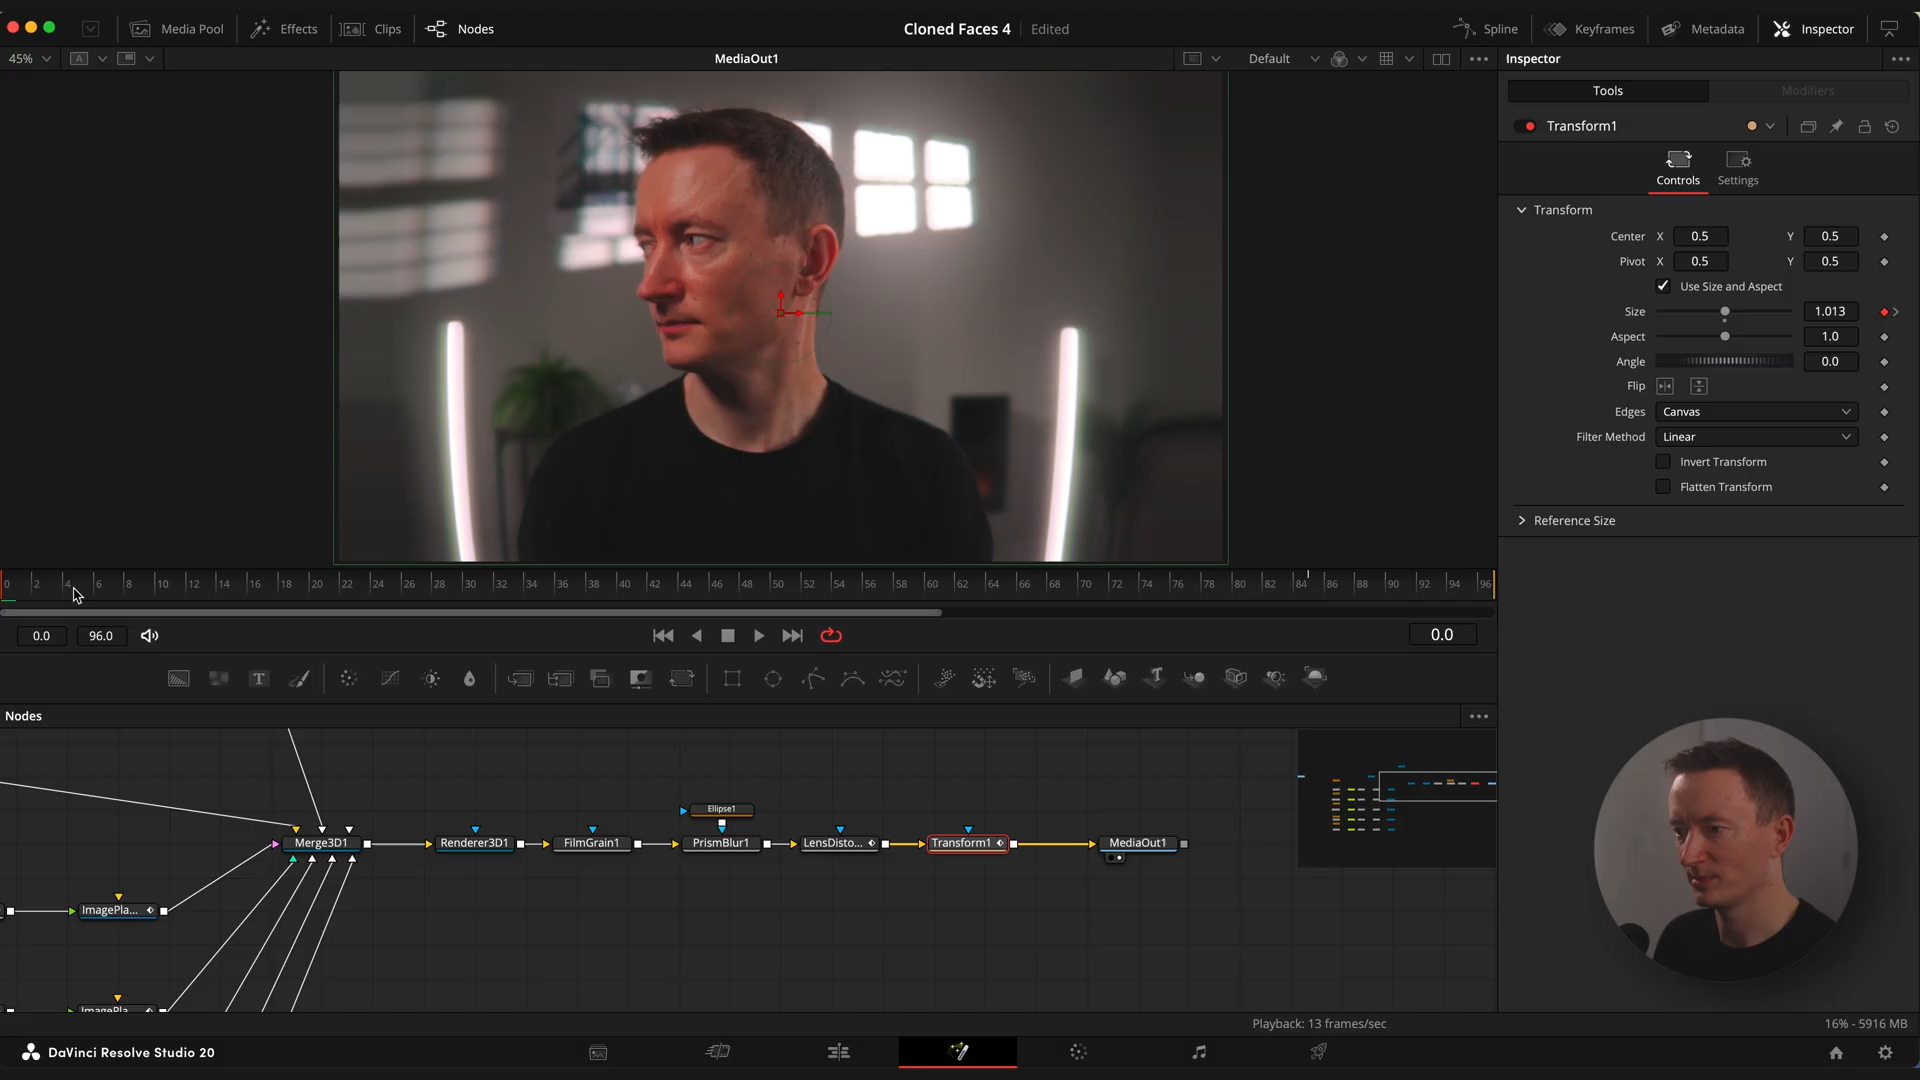 Media Pool
Effects
Clips
Nodes
Cloned Faces 4
Edited
Spline
Keyframes
Metadata
Inspector
45%
A
MediaOut1
Default
Inspector
Tools
Modifiers
Transform1
Controls
Settings
Transform
Center X 0.5 Y 0.5
Pivot X 0.5 Y 0.5
Use Size and Aspect
Size 1.013
Aspect 1.0
Angle 0.0
Flip
Edges Canvas
Filter Method Linear
Invert Transform
Flatten Transform
Reference Size
0 2 4 6 8 10 12 14 16 18 20 22 24 26 28 30 32 34 36 38 40 42 44 46 48 50 52 54 56 58 60 62 64 66 68 70 72 74 76 78 80 82 84 86 88 90 92 94 96
0.0
96.0
0.0
T
T
Nodes
Ellipse1
Merge3D1
Renderer3D1
FilmGrain1
PrismBlur1
LensDisto...
Transform1
MediaOut1
ImagePla...
ImagePla...
Playback: 13 frames/sec
16% - 5916 MB
DaVinci Resolve Studio 20